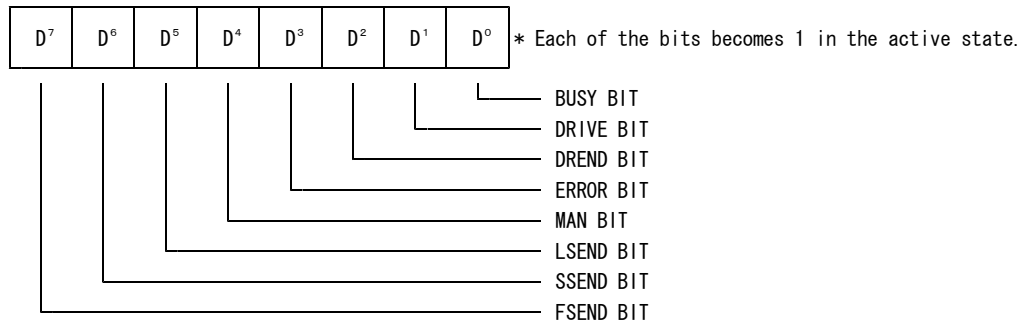 D⁷ D⁶ D⁵ D⁴ D³ D² D¹ D⁰ * Each of the bits becomes 1 in the active state.
BUSY BIT
DRIVE BIT
DREND BIT
ERROR BIT
MAN BIT
LSEND BIT
SSEND BIT
FSEND BIT